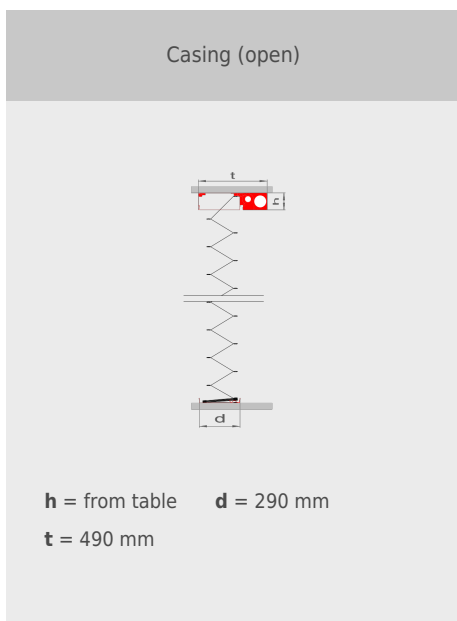 Casing (open)
t
h
d
h = from table d = 290 mm
t = 490 mm